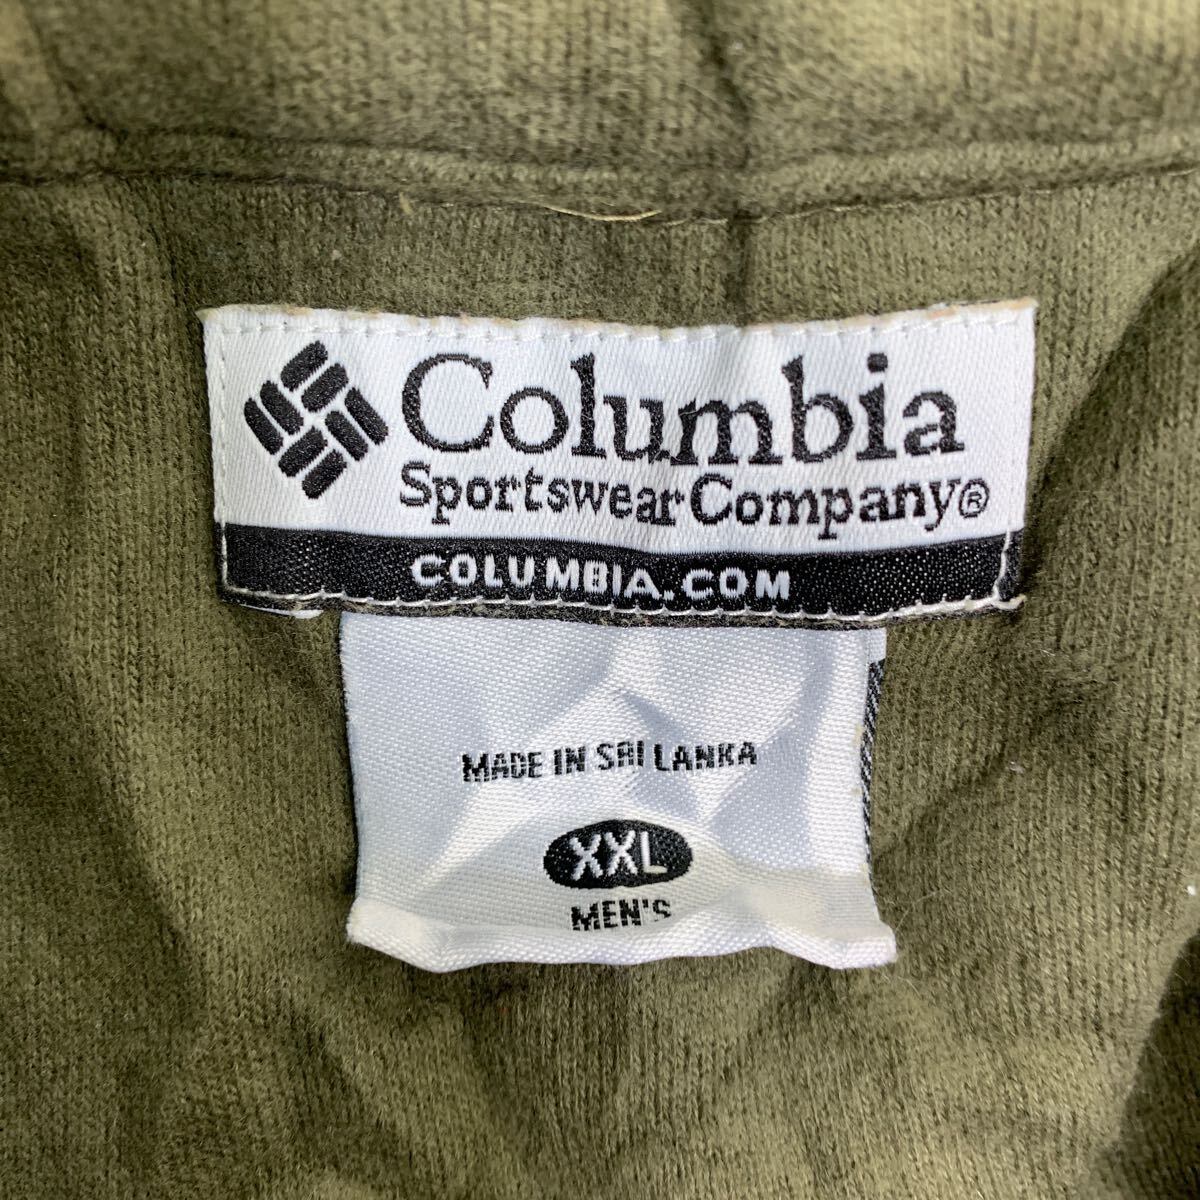 Columbia
Sportswear Company®
COLUMBIA.COM
MADE IN SRI LANKA
XXL
MEN'S